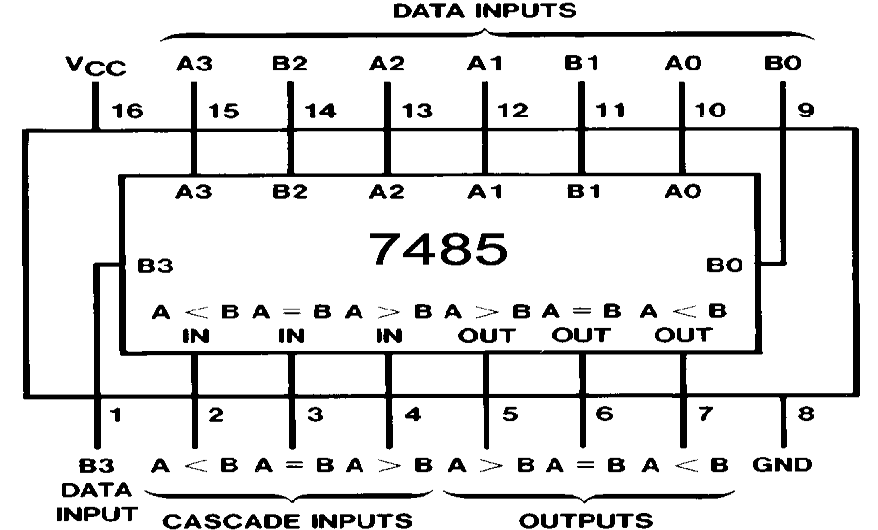 DATA INPUTS
VCC A3 B2 A2 A1 B1 A0 B0
16 15 14 13 12 11 10 9
A3 B2 A2 A1 B1 A0
7485
B3 B0
A < B A = B A > B A > B A = B A < B
IN IN IN OUT OUT OUT
1 2 3 4 5 6 7 8
B3 A < B A = B A > B A > B A = B A < B GND
DATA
INPUT
CASCADE INPUTS OUTPUTS